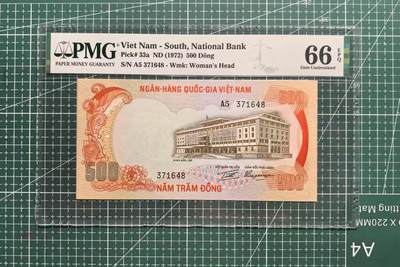 PMG
PAPER MONEY GUARANTY
Viet Nam - South, National Bank
Pick# 33a ND (1972) 500 Dông
S/N A5 371648 - Wmk: Woman's Head
66 EPQ
Gem Uncirculated
NGÂN-HÀNG QUỐC-GIA VIỆT-NAM
A5 371648
500
500
371648
500
NĂM TRĂM ĐỒNG
A4